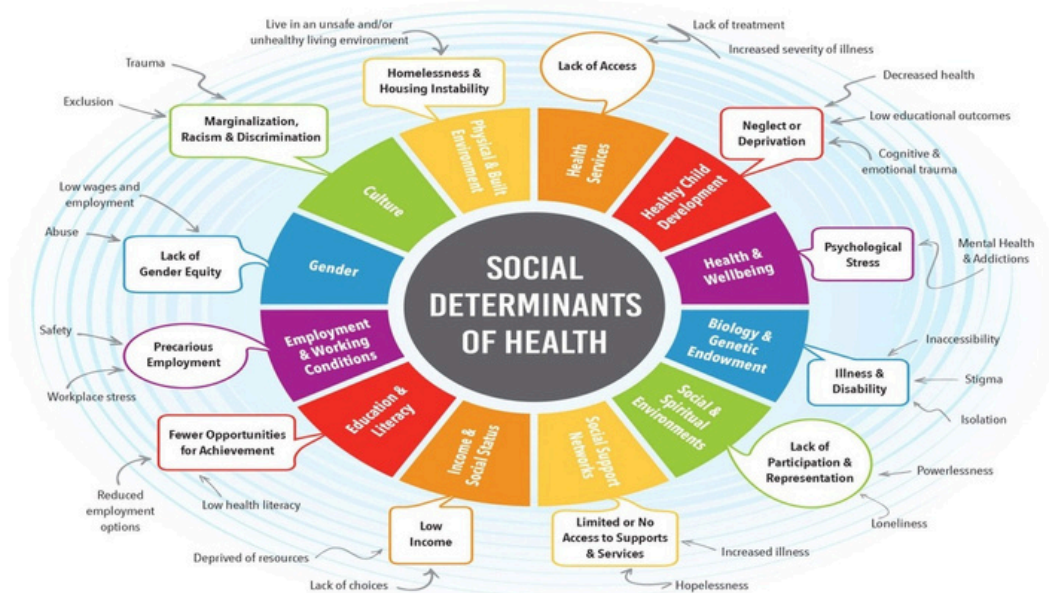 SOCIAL
DETERMINANTS
OF HEALTH
Health
Services
Lack of Access
Lack of treatment
Increased severity of illness
Healthy Child
Development
Neglect or
Deprivation
Decreased health
Low educational outcomes
Cognitive &
emotional trauma
Health &
Wellbeing
Psychological
Stress
Mental Health
& Addictions
Biology &
Genetic
Endowment
Illness &
Disability
Inaccessibility
Stigma
Isolation
Social &
Spiritual
Environments
Lack of
Participation &
Representation
Powerlessness
Loneliness
Social Support
Networks
Limited or No
Access to Supports
& Services
Increased illness
Hopelessness
Income &
Social Status
Low
Income
Deprived of resources
Lack of choices
Education &
Literacy
Fewer Opportunities
for Achievement
Reduced
employment
options
Low health literacy
Employment
& Working
Conditions
Precarious
Employment
Safety
Workplace stress
Gender
Lack of
Gender Equity
Low wages and
employment
Abuse
Culture
Marginalization,
Racism & Discrimination
Trauma
Exclusion
Physical & Built
Environment
Homelessness &
Housing Instability
Live in an unsafe and/or
unhealthy living environment